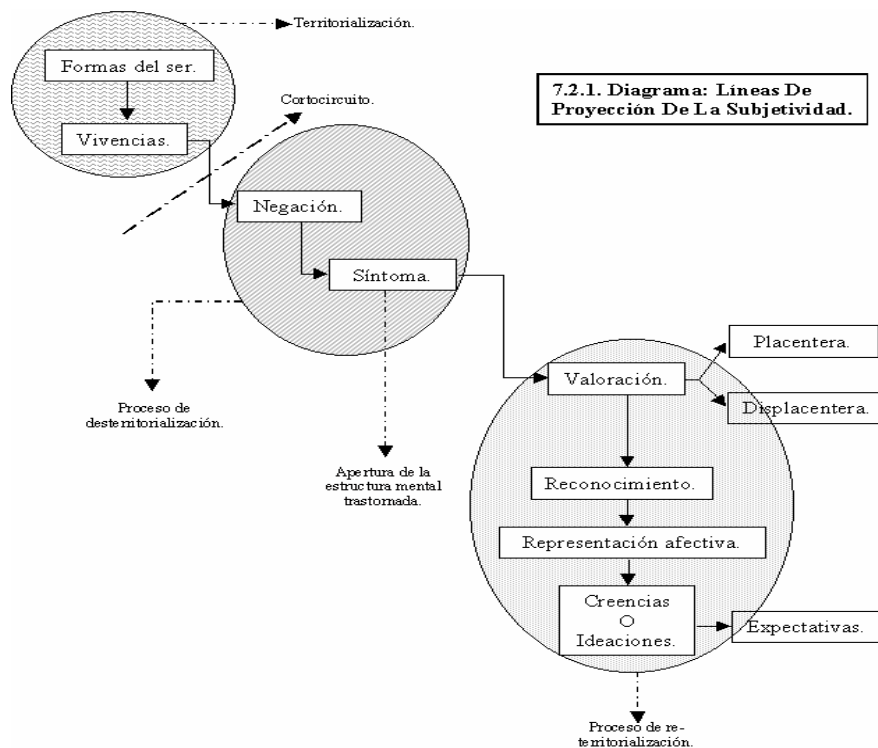 Territorialización.
Formas del ser.
7.2.1. Diagrama: Líneas De
Proyección De La Subjetividad.
Cortocircuito.
Vivencias.
Negación.
Síntoma.
Placentera.
Valoración.
Displacentera.
Proceso de
desterritorialización.
Apertura de la
estructura mental
trastornada.
Reconocimiento.
Representación afectiva.
Creencias
O
Ideaciones.
Expectativas.
Proceso de re-
territorialización.